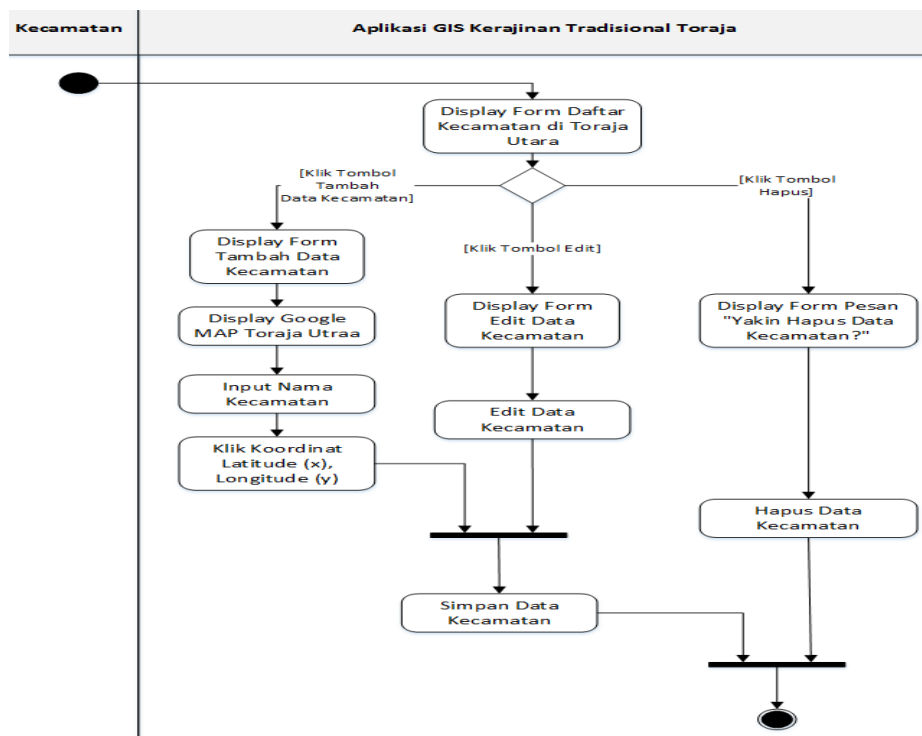 Kecamatan
Aplikasi GIS Kerajinan Tradisional Toraja
Display Form Daftar
Kecamatan di Toraja
Utara
[Klik Tombol
Tambah
Data Kecamatan]
[Klik Tombol
Hapus]
Display Form
Tambah Data
Kecamatan
[Klik Tombol Edit]
Display Google
MAP Toraja Utraa
Display Form
Edit Data
Kecamatan
Display Form Pesan
"Yakin Hapus Data
Kecamatan?"
Input Nama
Kecamatan
Edit Data
Kecamatan
Klik Koordinat
Latitude (x),
Longitude (y)
Hapus Data
Kecamatan
Simpan Data
Kecamatan